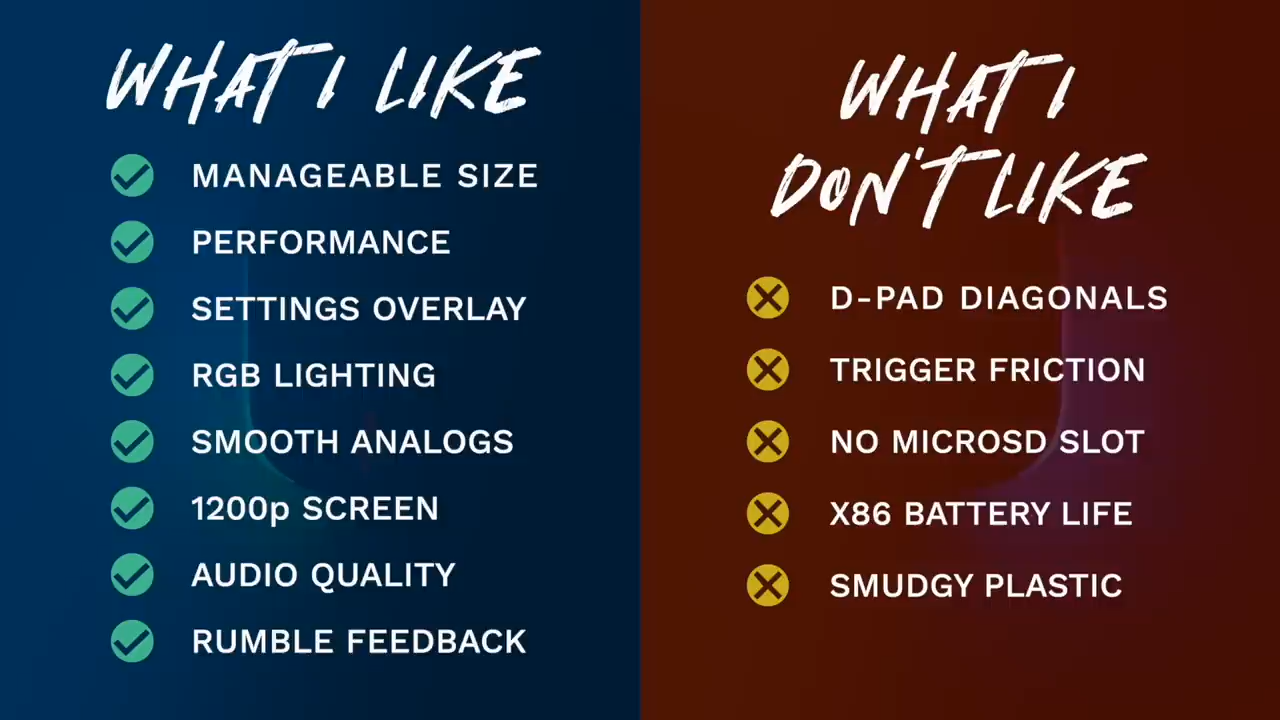 WHAT I LIKE
MANAGEABLE SIZE
PERFORMANCE
SETTINGS OVERLAY
RGB LIGHTING
SMOOTH ANALOGS
1200p SCREEN
AUDIO QUALITY
RUMBLE FEEDBACK
WHAT I
DON'T LIKE
D-PAD DIAGONALS
TRIGGER FRICTION
NO MICROSD SLOT
X86 BATTERY LIFE
SMUDGY PLASTIC